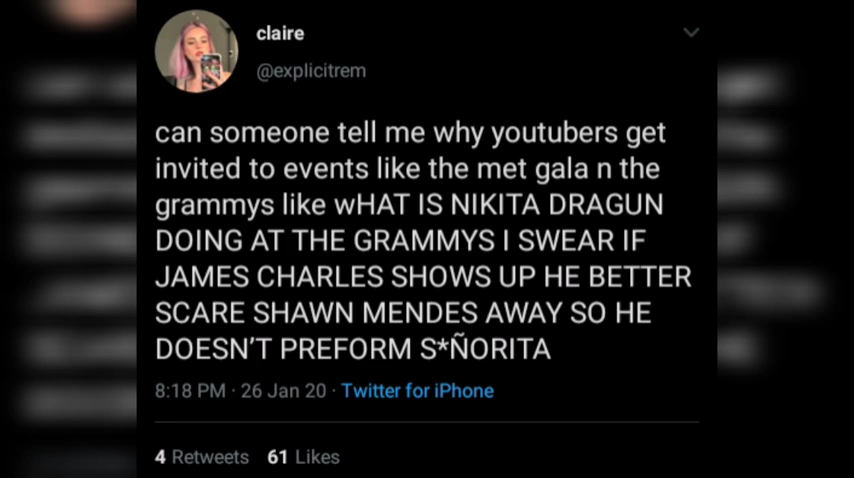 claire
@explicitrem
can someone tell me why youtubers get
invited to events like the met gala n the
grammys like wHAT IS NIKITA DRAGUN
DOING AT THE GRAMMYS I SWEAR IF
JAMES CHARLES SHOWS UP HE BETTER
SCARE SHAWN MENDES AWAY SO HE
DOESN'T PREFORM S*ÑORITA
8:18 PM · 26 Jan 20 · Twitter for iPhone
4 Retweets 61 Likes